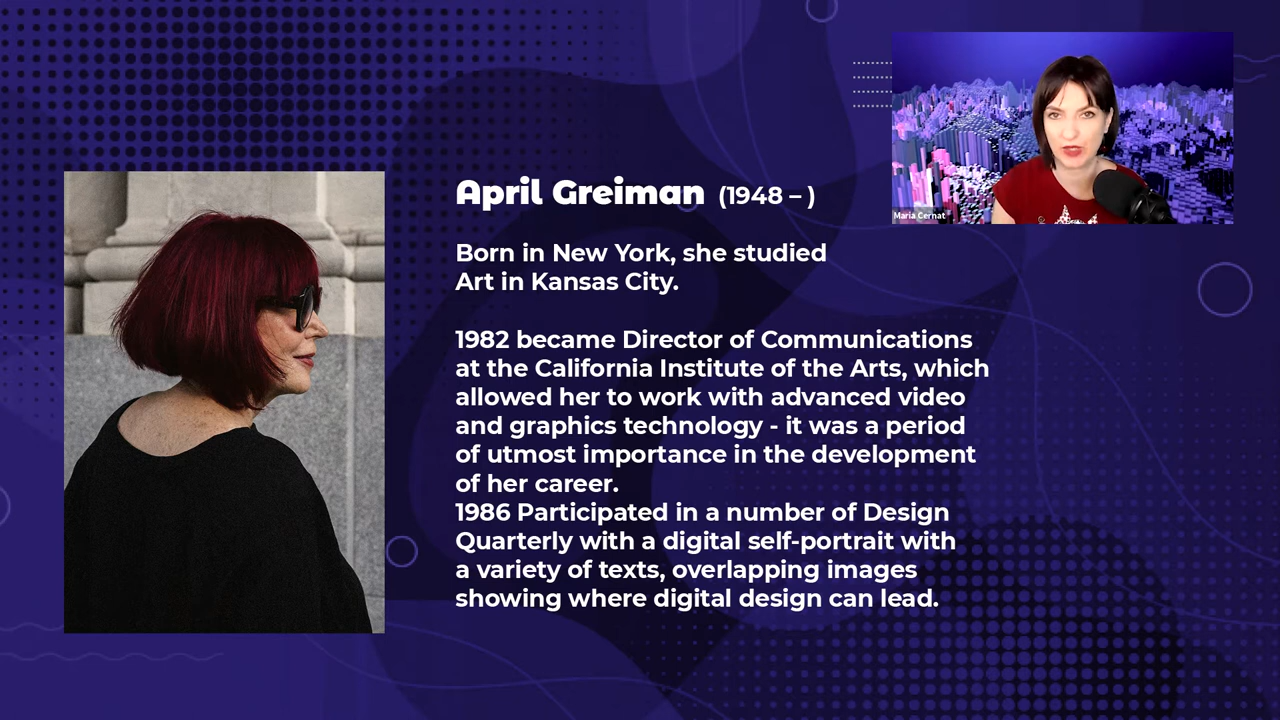 April Greiman (1948 – )
Maria Cernat
Born in New York, she studied
Art in Kansas City.
1982 became Director of Communications
at the California Institute of the Arts, which
allowed her to work with advanced video
and graphics technology - it was a period
of utmost importance in the development
of her career.
1986 Participated in a number of Design
Quarterly with a digital self-portrait with
a variety of texts, overlapping images
showing where digital design can lead.